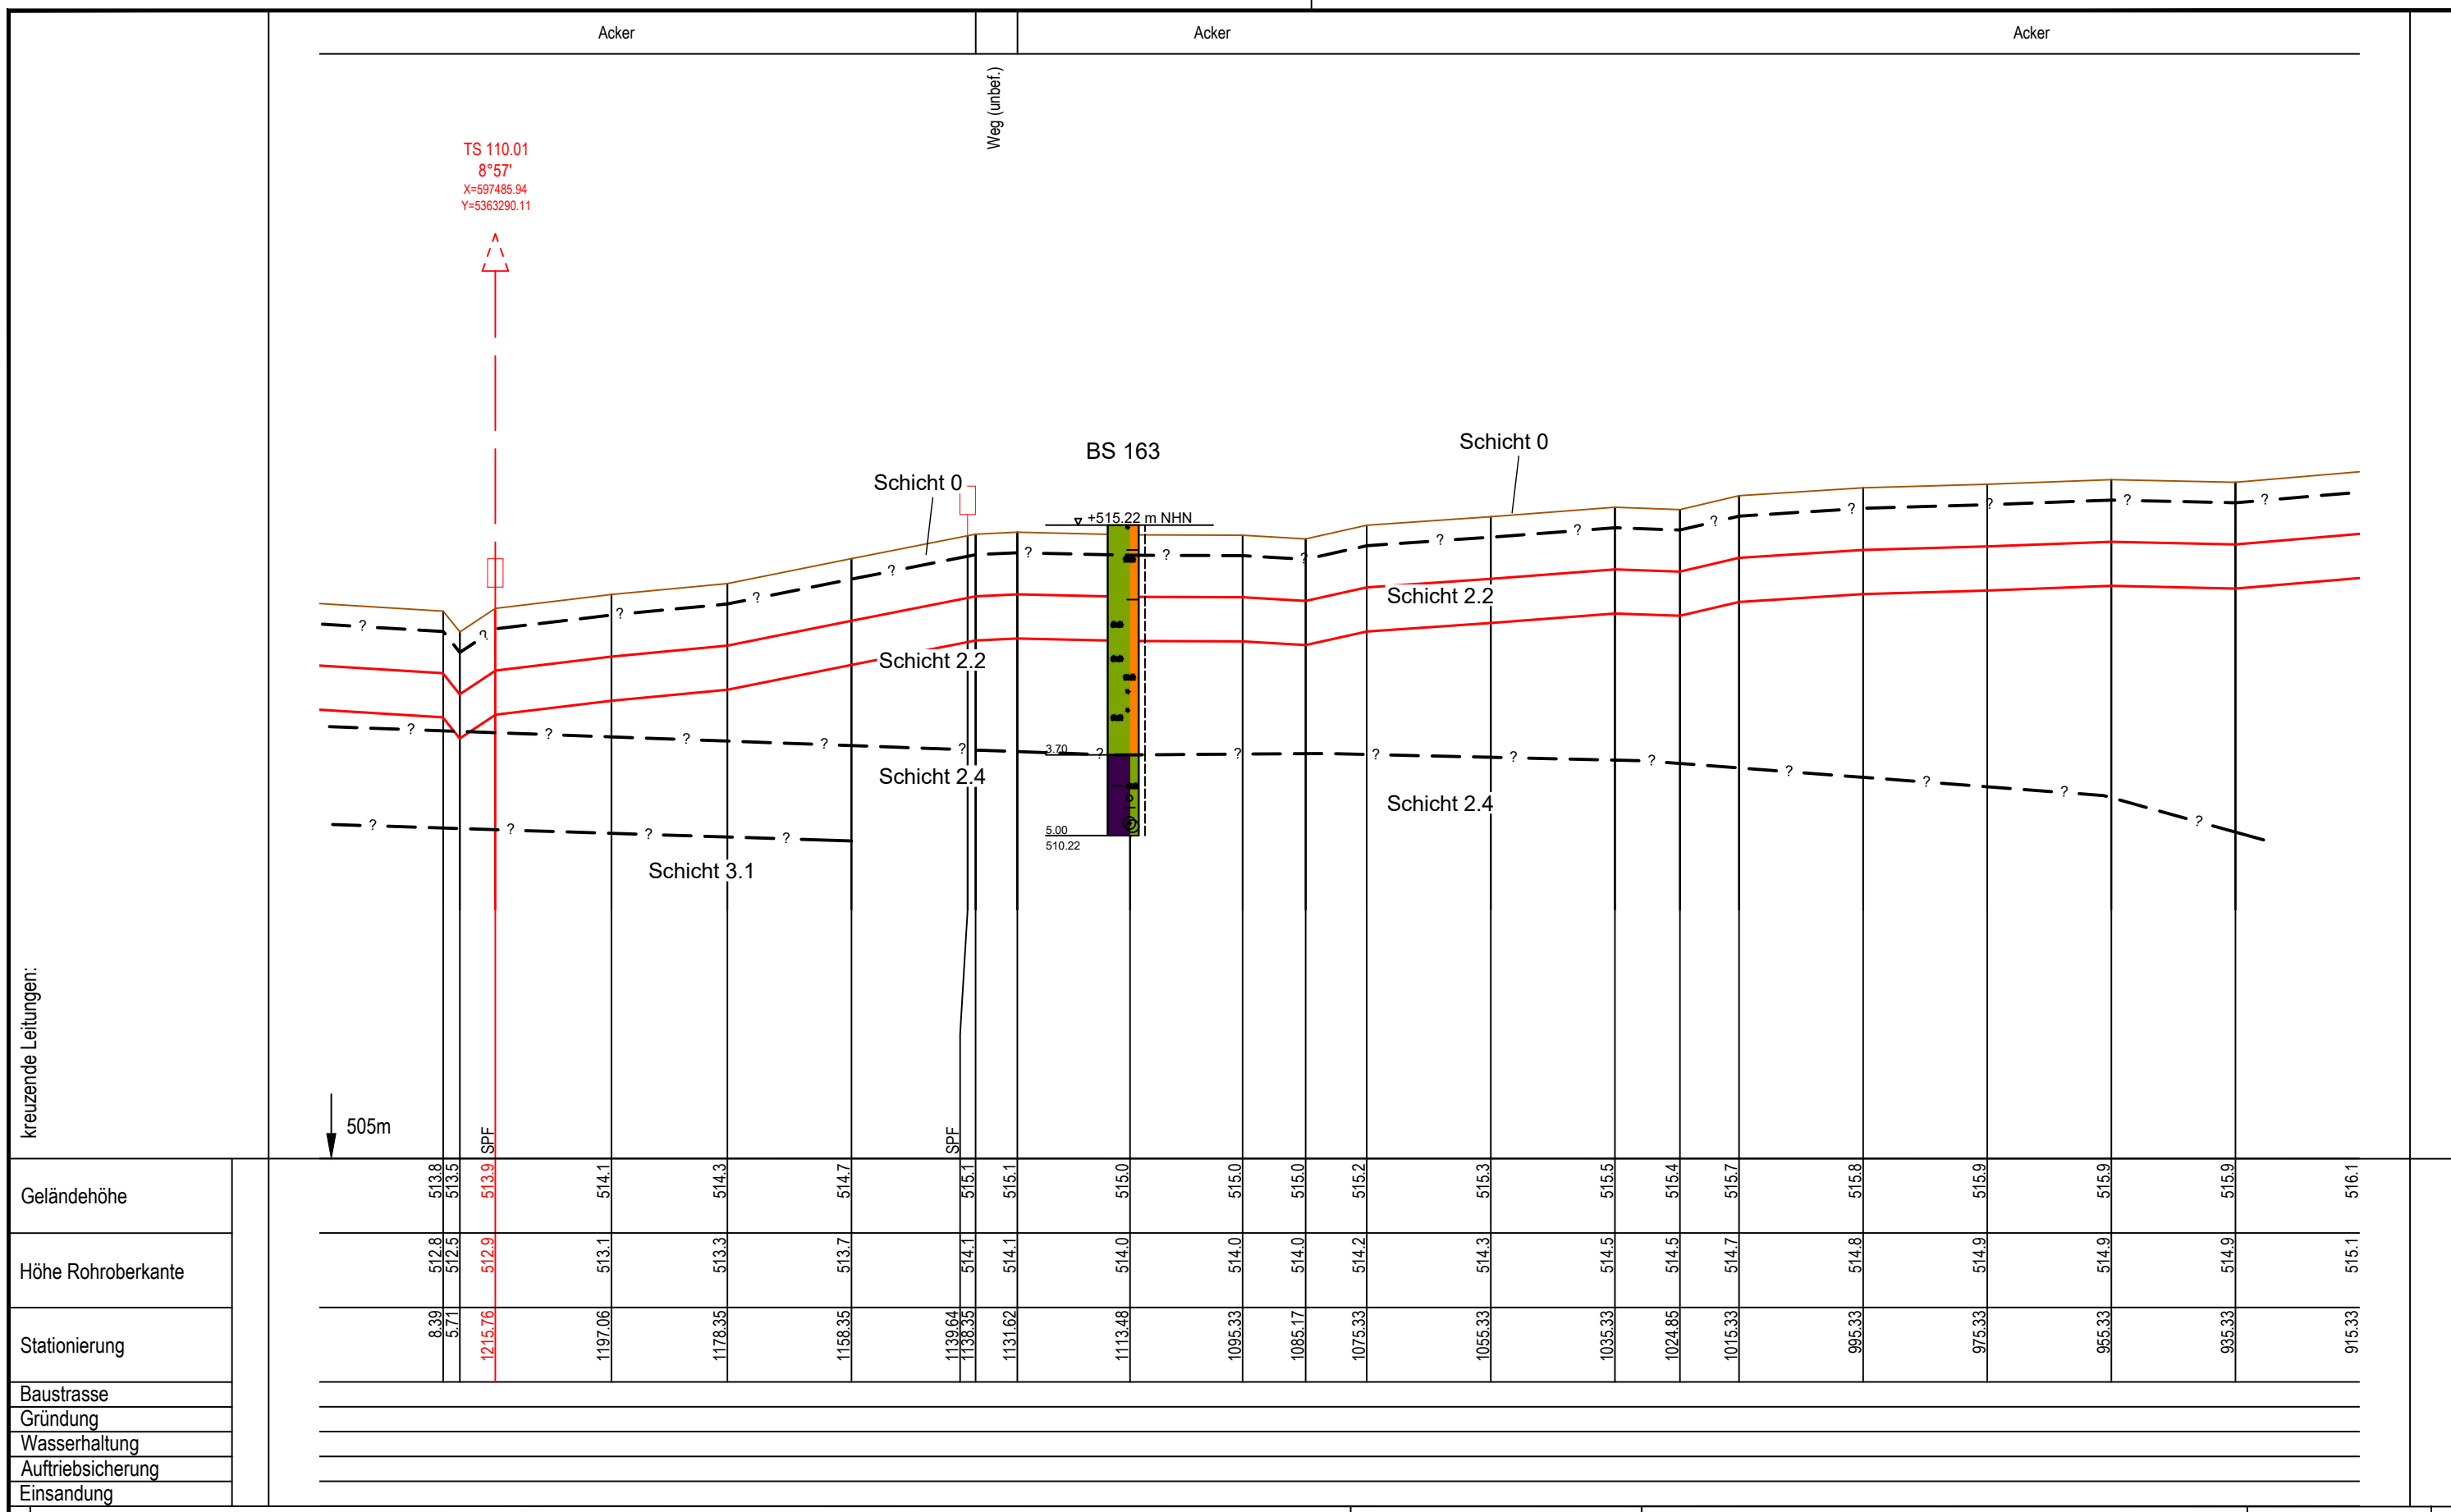 Acker
Acker
Acker
Weg (unbef.)
TS 110.01
8°57'
X=597485.94
Y=5363290.11
BS 163
Schicht 0
Schicht 0
+515.22 m NHN
Schicht 2.2
Schicht 2.2
3.70
Schicht 2.4
Schicht 2.4
5.00
510.22
Schicht 3.1
kreuzende Leitungen:
505m
SPF
SPF
Geländehöhe
513.8 513.5 513.9 514.1 514.3 514.7 515.1 515.1 515.0 515.0 515.0 515.2 515.3 515.5 515.4 515.7 515.8 515.9 515.9 515.9 516.1
Höhe Rohroberkante
512.8 512.5 512.9 513.1 513.3 513.7 514.1 514.1 514.0 514.0 514.0 514.2 514.3 514.5 514.5 514.7 514.8 514.9 514.9 514.9 515.1
Stationierung
8.39 5.71 1215.76 1197.06 1178.35 1158.35 1139.64 1138.35 1131.62 1113.48 1095.33 1085.17 1075.33 1055.33 1035.33 1024.85 1015.33 995.33 975.33 955.33 935.33 915.33
Baustrasse
Gründung
Wasserhaltung
Auftriebsicherung
Einsandung